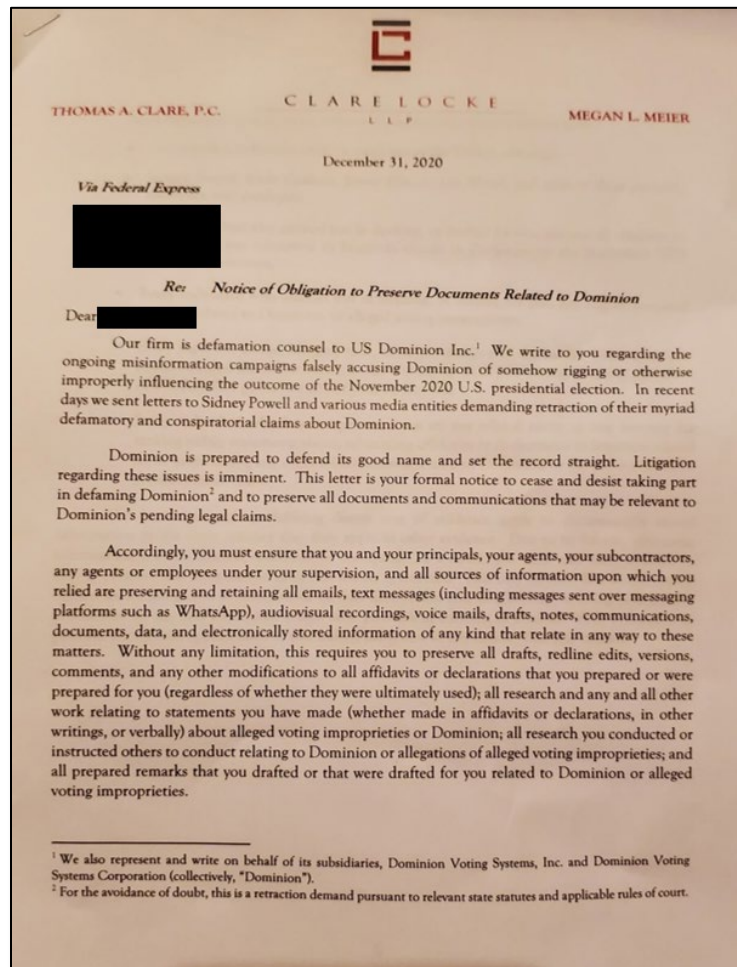 THOMAS A. CLARE, P.C.
CLARE LOCKE
LLP
MEGAN L. MEIER
December 31, 2020
Via Federal Express
Re: Notice of Obligation to Preserve Documents Related to Dominion
Dear
Our firm is defamation counsel to US Dominion Inc.¹ We write to you regarding the
ongoing misinformation campaigns falsely accusing Dominion of somehow rigging or otherwise
improperly influencing the outcome of the November 2020 U.S. presidential election. In recent
days we sent letters to Sidney Powell and various media entities demanding retraction of their myriad
defamatory and conspiratorial claims about Dominion.
Dominion is prepared to defend its good name and set the record straight. Litigation
regarding these issues is imminent. This letter is your formal notice to cease and desist taking part
in defaming Dominion² and to preserve all documents and communications that may be relevant to
Dominion's pending legal claims.
Accordingly, you must ensure that you and your principals, your agents, your subcontractors,
any agents or employees under your supervision, and all sources of information upon which you
relied are preserving and retaining all emails, text messages (including messages sent over messaging
platforms such as WhatsApp), audiovisual recordings, voice mails, drafts, notes, communications,
documents, data, and electronically stored information of any kind that relate in any way to these
matters. Without any limitation, this requires you to preserve all drafts, redline edits, versions,
comments, and any other modifications to all affidavits or declarations that you prepared or were
prepared for you (regardless of whether they were ultimately used); all research and any and all other
work relating to statements you have made (whether made in affidavits or declarations, in other
writings, or verbally) about alleged voting improprieties or Dominion; all research you conducted or
instructed others to conduct relating to Dominion or allegations of alleged voting improprieties; and
all prepared remarks that you drafted or that were drafted for you related to Dominion or alleged
voting improprieties.
¹ We also represent and write on behalf of its subsidiaries, Dominion Voting Systems, Inc. and Dominion Voting
Systems Corporation (collectively, "Dominion").
² For the avoidance of doubt, this is a retraction demand pursuant to relevant state statutes and applicable rules of court.